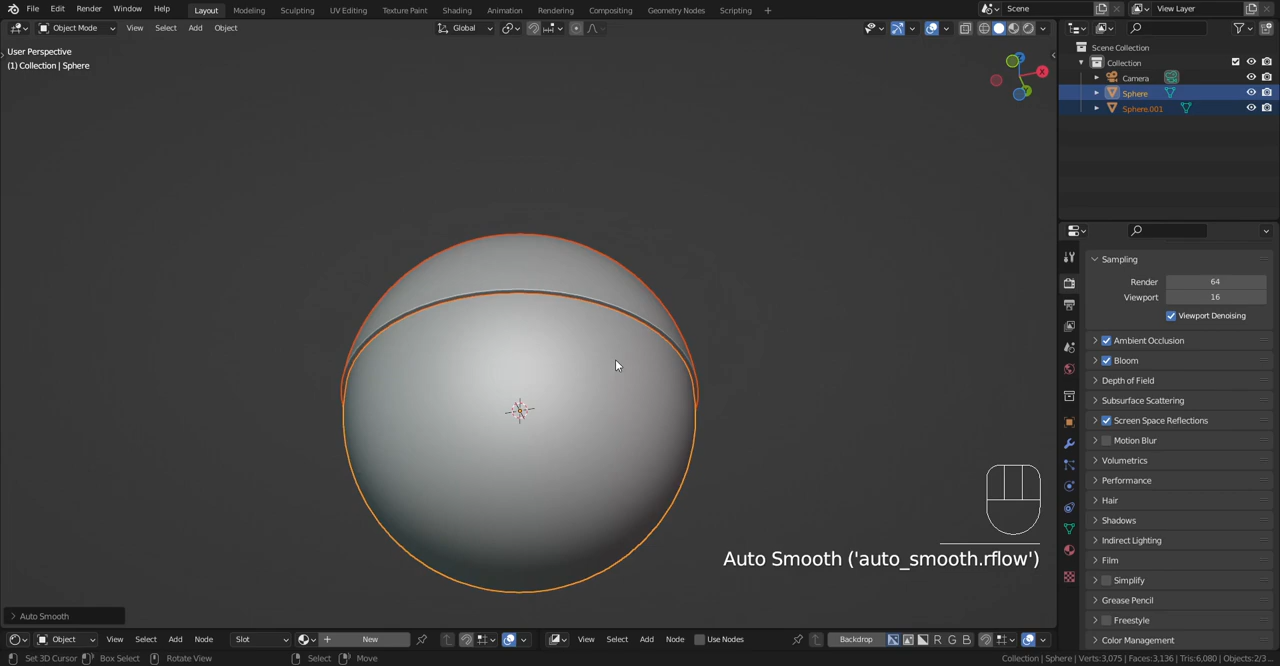 File Edit Render Window Help Layout Modeling Sculpting UV Editing Texture Paint Shading Animation Rendering Compositing Geometry Nodes Scripting + Scene View Layer
Object Mode View Select Add Object Global
User Perspective
(1) Collection | Sphere
X
Scene Collection
Collection
Camera
Sphere
Sphere.001
Sampling
Render 64
Viewport 16
Viewport Denoising
Ambient Occlusion
Bloom
Depth of Field
Subsurface Scattering
Screen Space Reflections
Motion Blur
Volumetrics
Performance
Hair
Shadows
Indirect Lighting
Film
Simplify
Grease Pencil
Freestyle
Color Management
Auto Smooth ('auto_smooth.rflow')
Auto Smooth
Object View Select Add Node Slot + New View Select Add Node Use Nodes Backdrop R G B
Set 3D Cursor Box Select Rotate View Select Move Collection | Sphere | Verts:3,075 | Faces:3,136 | Tris:6,080 | Objects:2/3...